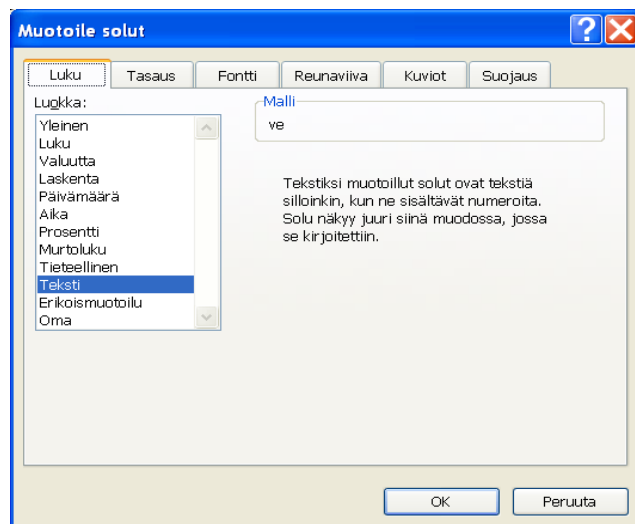 Muotoile solut
Luku Tasaus Fontti Reunaviiva Kuviot Suojaus
Luokka:
Yleinen
Luku
Valuutta
Laskenta
Päivämäärä
Aika
Prosentti
Murtoluku
Tieteellinen
Teksti
Erikoismuotoilu
Oma
Malli
ve
Tekstiksi muotoillut solut ovat tekstiä
silloinkin, kun ne sisältävät numeroita.
Solu näkyy juuri siinä muodossa, jossa
se kirjoitettiin.
OK Peruuta